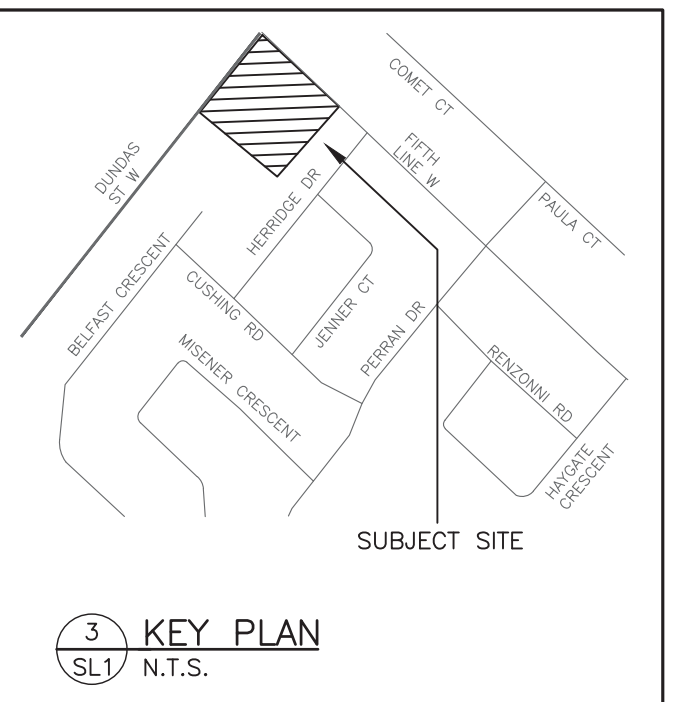 COMET CT
FIFTH
LINE W
DUNDAS
ST W
PAULA CT
HERRIDGE DR
BELFAST CRESCENT
CUSHING RD
JENNER CT
PERRAN DR
MISENER CRESCENT
RENZONNI RD
HAYGATE
CRESCENT
SUBJECT SITE
3
SL1
KEY PLAN
N.T.S.